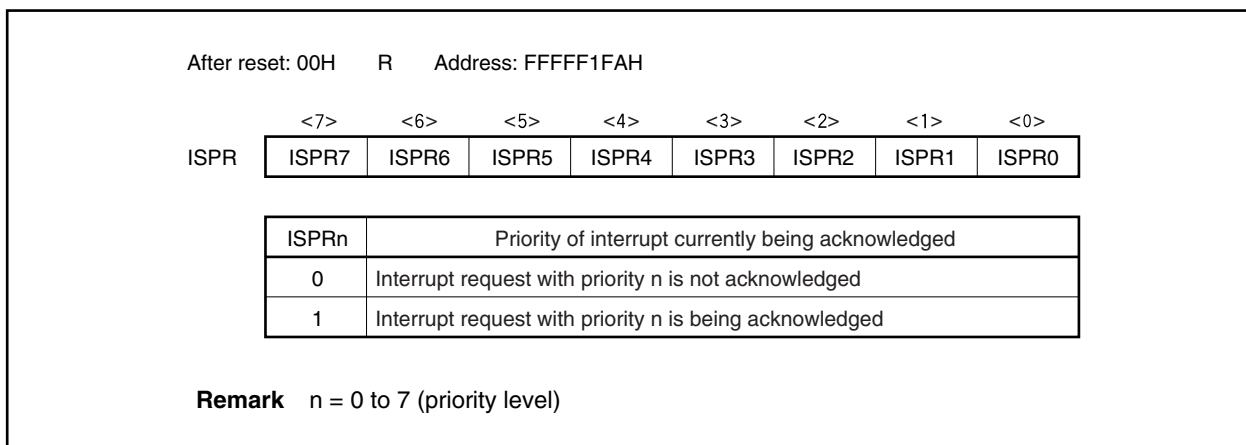 After reset: 00H R Address: FFFFF1FAH
<7> <6> <5> <4> <3> <2> <1> <0>
ISPR ISPR7 ISPR6 ISPR5 ISPR4 ISPR3 ISPR2 ISPR1 ISPR0
ISPRn Priority of interrupt currently being acknowledged
0 Interrupt request with priority n is not acknowledged
1 Interrupt request with priority n is being acknowledged
Remark n = 0 to 7 (priority level)